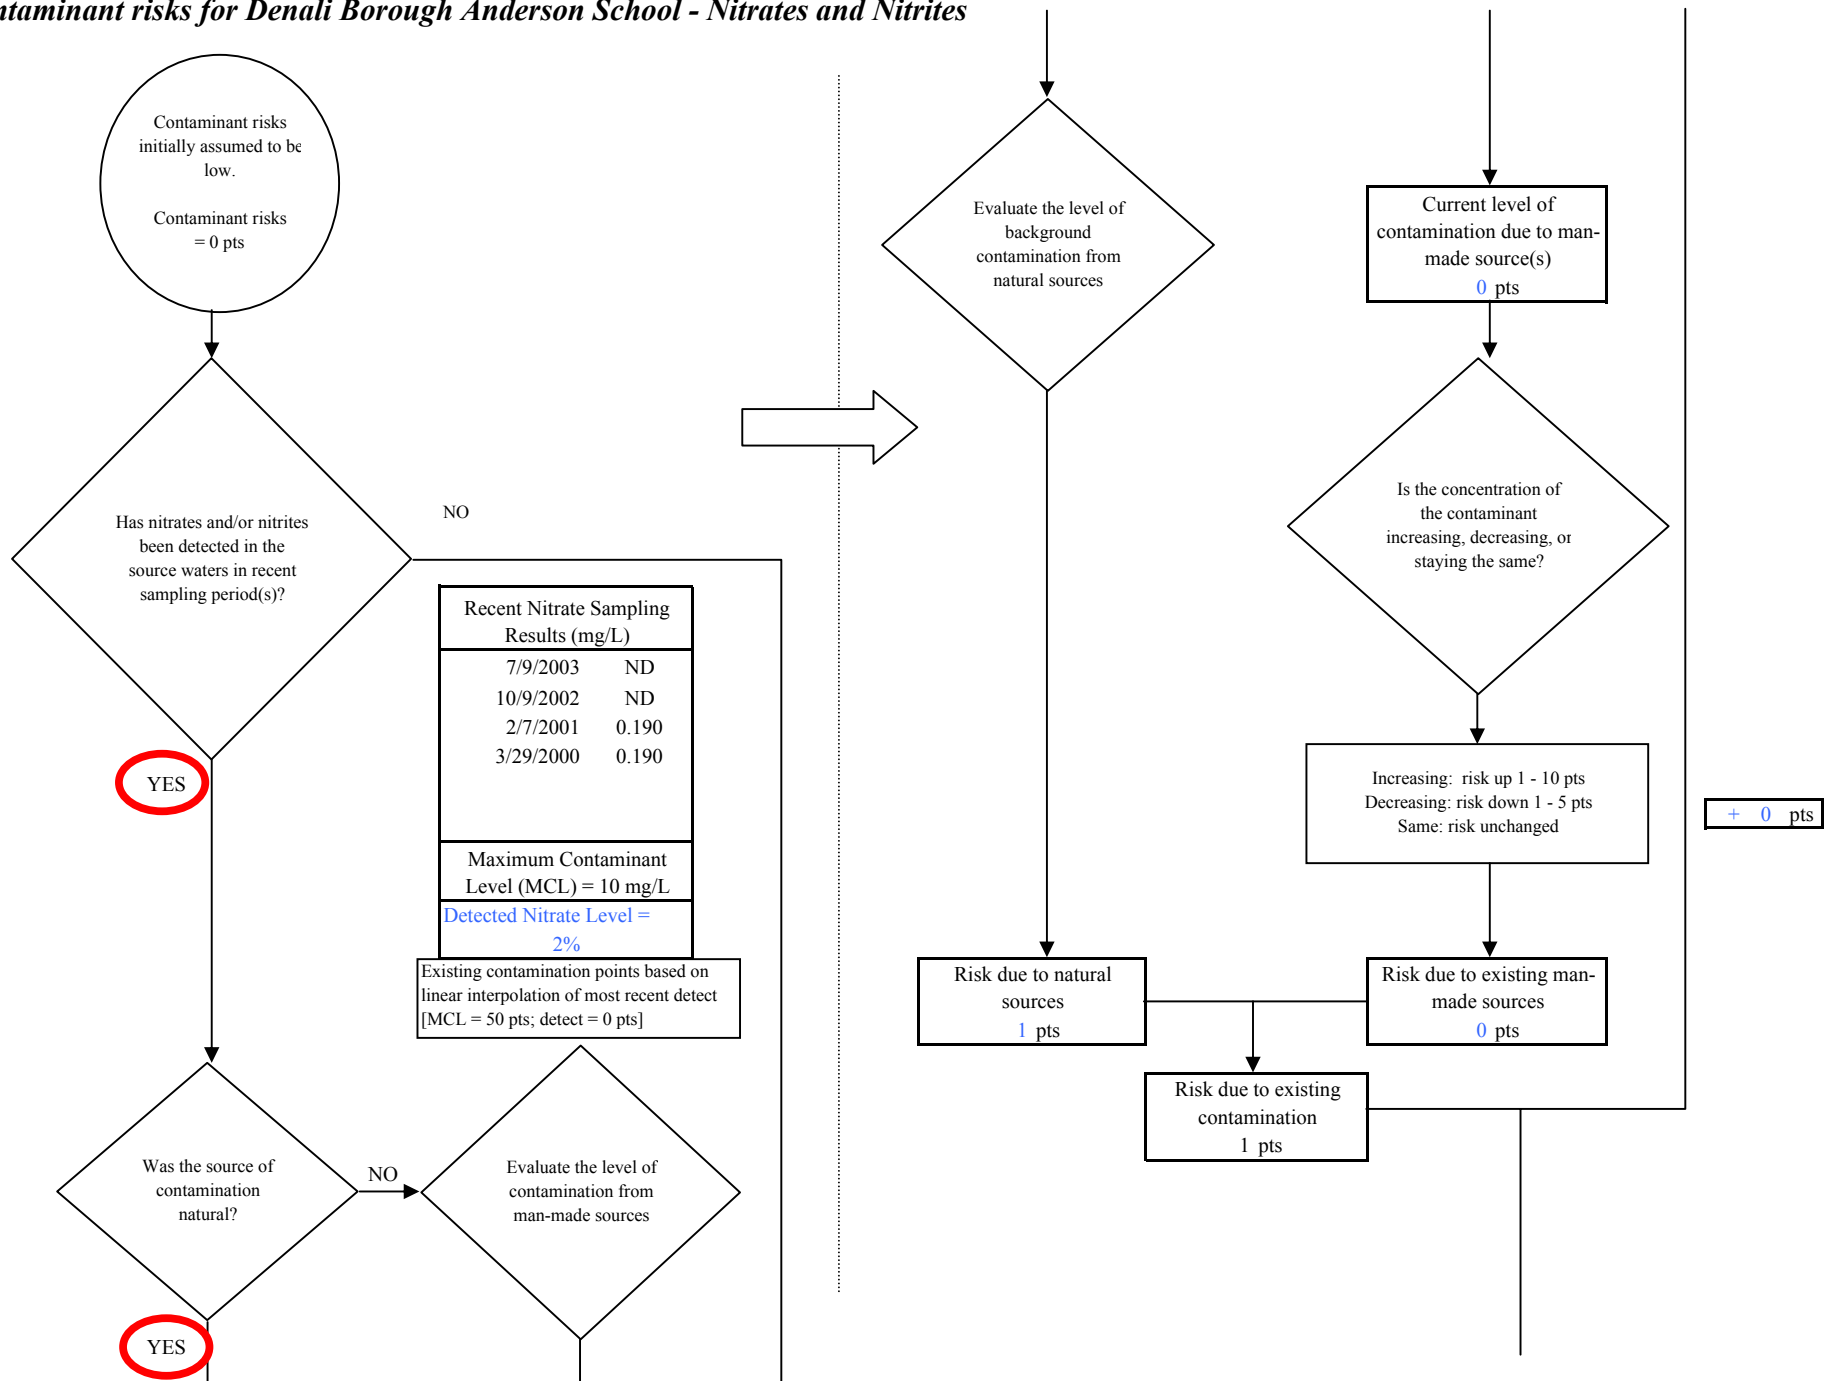 ntaminant risks for Denali Borough Anderson School - Nitrates and Nitrites
Contaminant risks
initially assumed to be
low.
Contaminant risks
= 0 pts
Has nitrates and/or nitrites
been detected in the
source waters in recent
sampling period(s)?
NO
YES
Recent Nitrate Sampling
Results (mg/L)
7/9/2003 ND
10/9/2002 ND
2/7/2001 0.190
3/29/2000 0.190
Maximum Contaminant
Level (MCL) = 10 mg/L
Detected Nitrate Level =
2%
Existing contamination points based on
linear interpolation of most recent detect
[MCL = 50 pts; detect = 0 pts]
Was the source of
contamination
natural?
NO
YES
Evaluate the level of
contamination from
man-made sources
Evaluate the level of
background
contamination from
natural sources
Current level of
contamination due to man-
made source(s)
0 pts
Is the concentration of
the contaminant
increasing, decreasing, or
staying the same?
Increasing: risk up 1 - 10 pts
Decreasing: risk down 1 - 5 pts
Same: risk unchanged
+ 0 pts
Risk due to natural
sources
1 pts
Risk due to existing man-
made sources
0 pts
Risk due to existing
contamination
1 pts